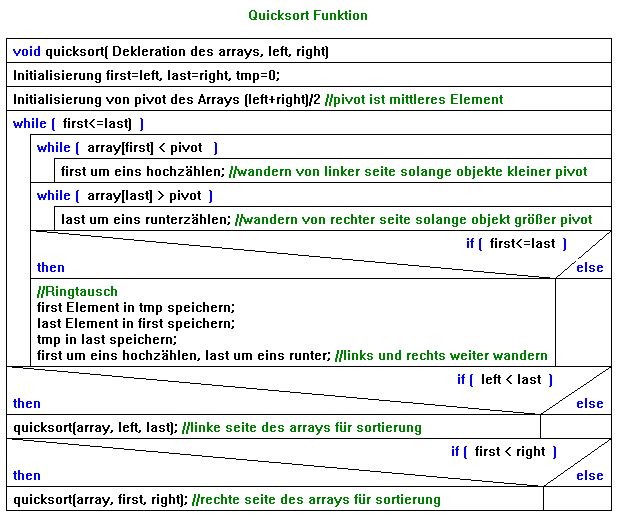 Quicksort Funktion
void quicksort( Dekleration des arrays, left, right)
Initialisierung first=left, last=right, tmp=0;
Initialisierung von pivot des Arrays (left+right)/2 //pivot ist mittleres Element
while ( first<=last] )
while ( array[first] < pivot )
first um eins hochzählen; //wandern von linker seite solange objekte kleiner pivot
while ( array[last] > pivot )
last um eins runterzählen; //wandern von rechter seite solange objekt größer pivot
if ( first<=last )
then else
//Ringtausch
first Element in tmp speichern;
last Element in first speichern;
tmp in last speichern;
first um eins hochzählen, last um eins runter; //links und rechts weiter wandern
if ( left < last )
then else
quicksort(array, left, last); //linke seite des arrays für sortierung
if ( first < right )
then else
quicksort(array, first, right); //rechte seite des arrays für sortierung